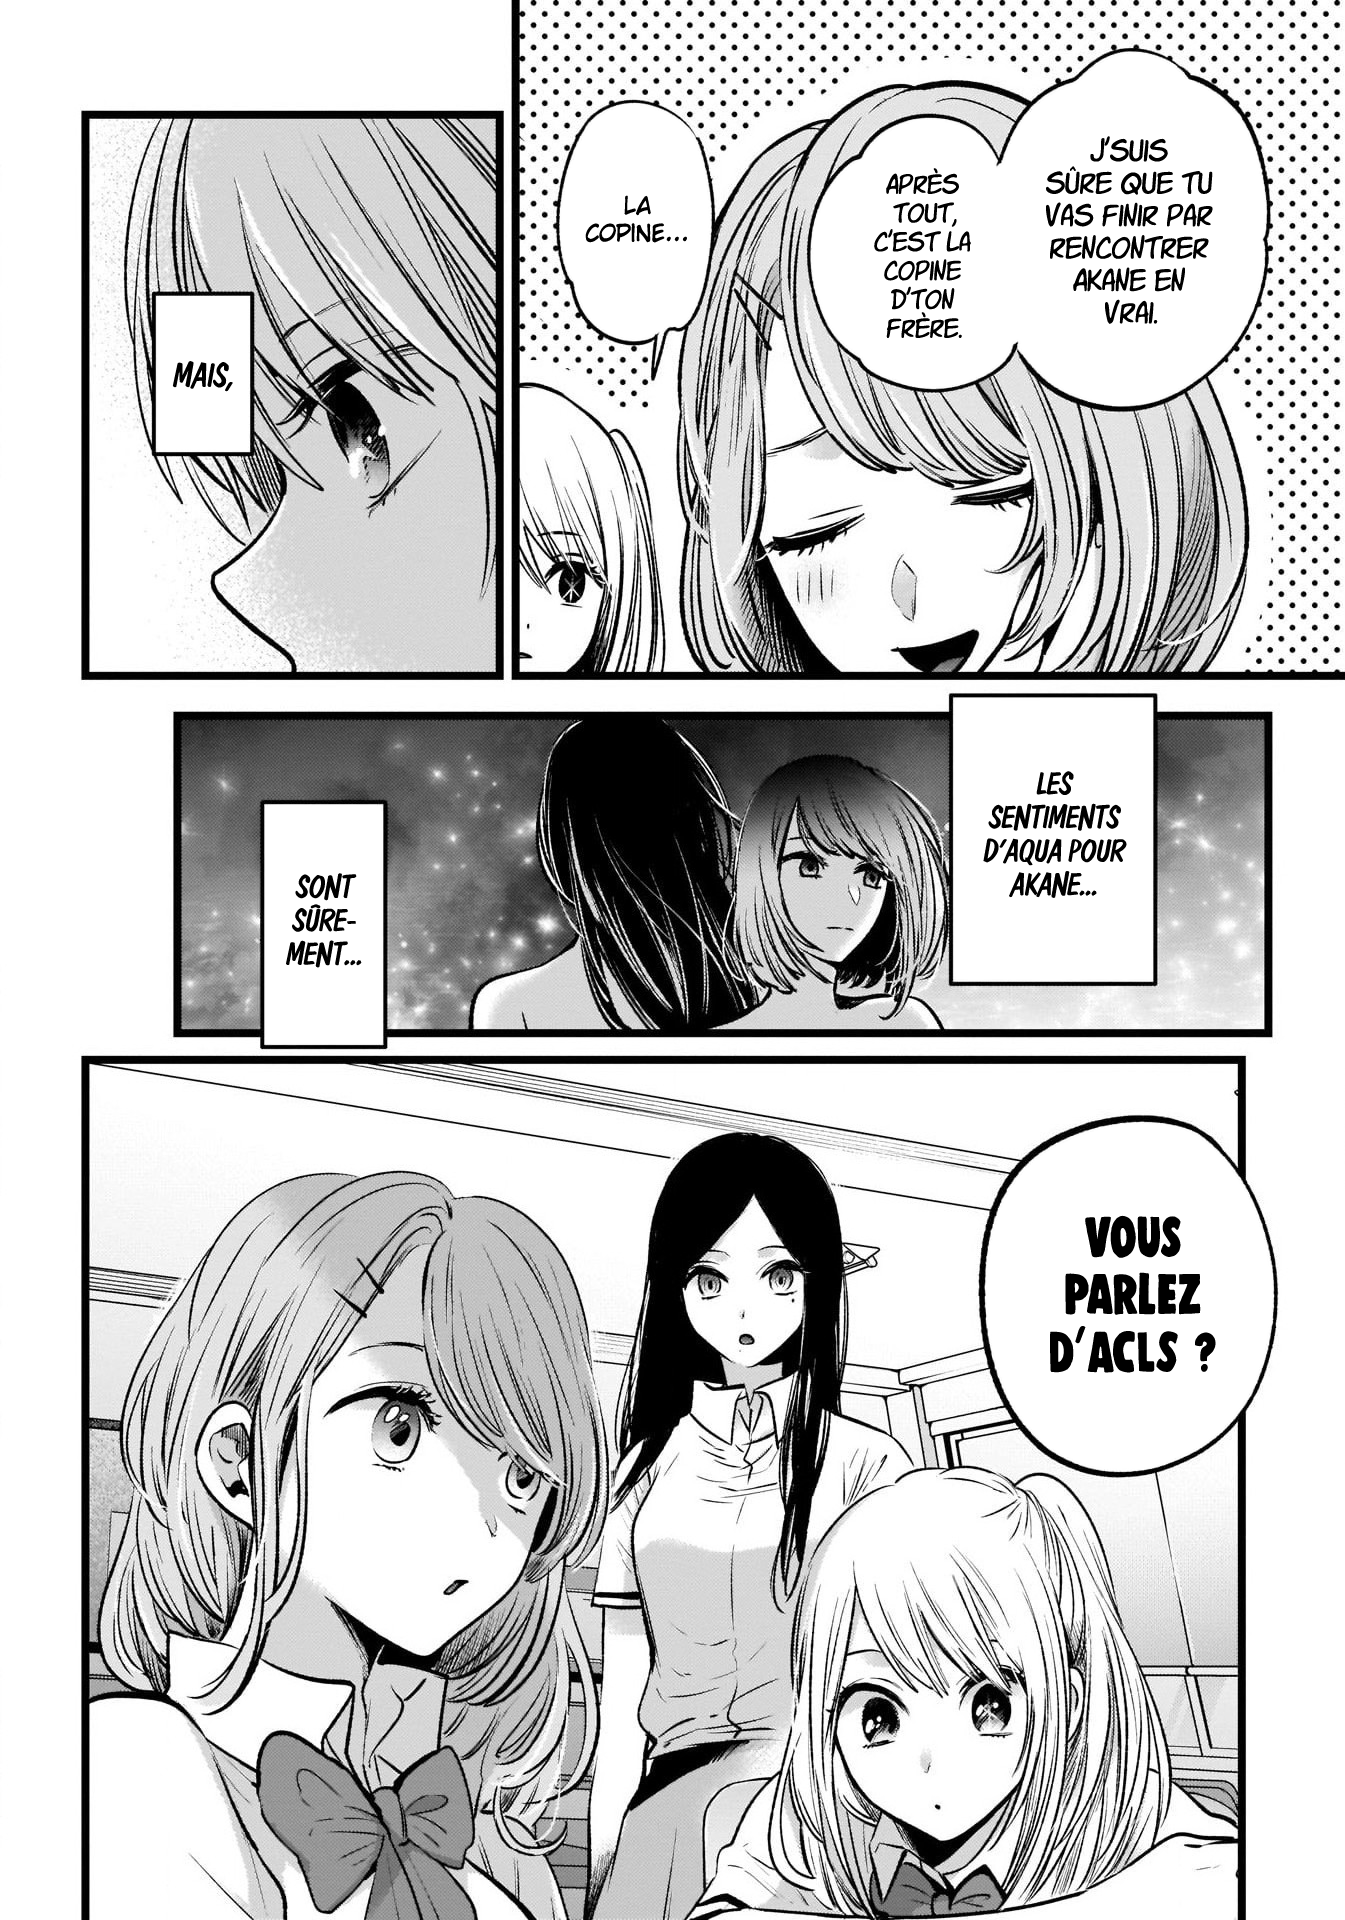 J'SUIS
SÛRE QUE TU
VAS FINIR PAR
RENCONTRER
AKANE EN
VRAI.
APRÈS
TOUT,
C'EST LA
COPINE
D'TON
FRÈRE.
LA
COPINE...
MAIS,
LES
SENTIMENTS
D'AQUA POUR
AKANE...
SONT
SÛRE-
MENT...
VOUS
PARLEZ
D'ACLS ?